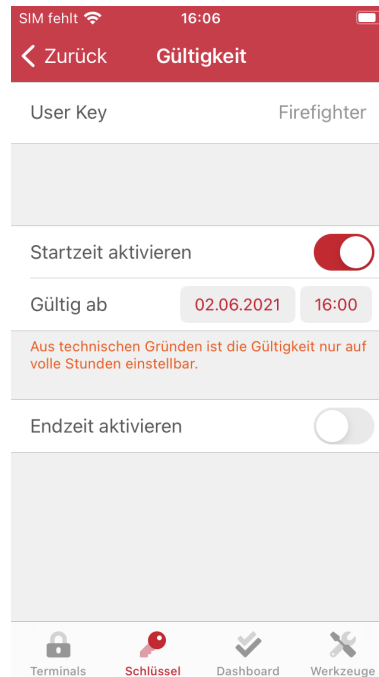 SIM fehlt 16:06
Zurück Gültigkeit
User Key Firefighter
Startzeit aktivieren
Gültig ab 02.06.2021 16:00
Aus technischen Gründen ist die Gültigkeit nur auf
volle Stunden einstellbar.
Endzeit aktivieren
Terminals Schlüssel Dashboard Werkzeuge